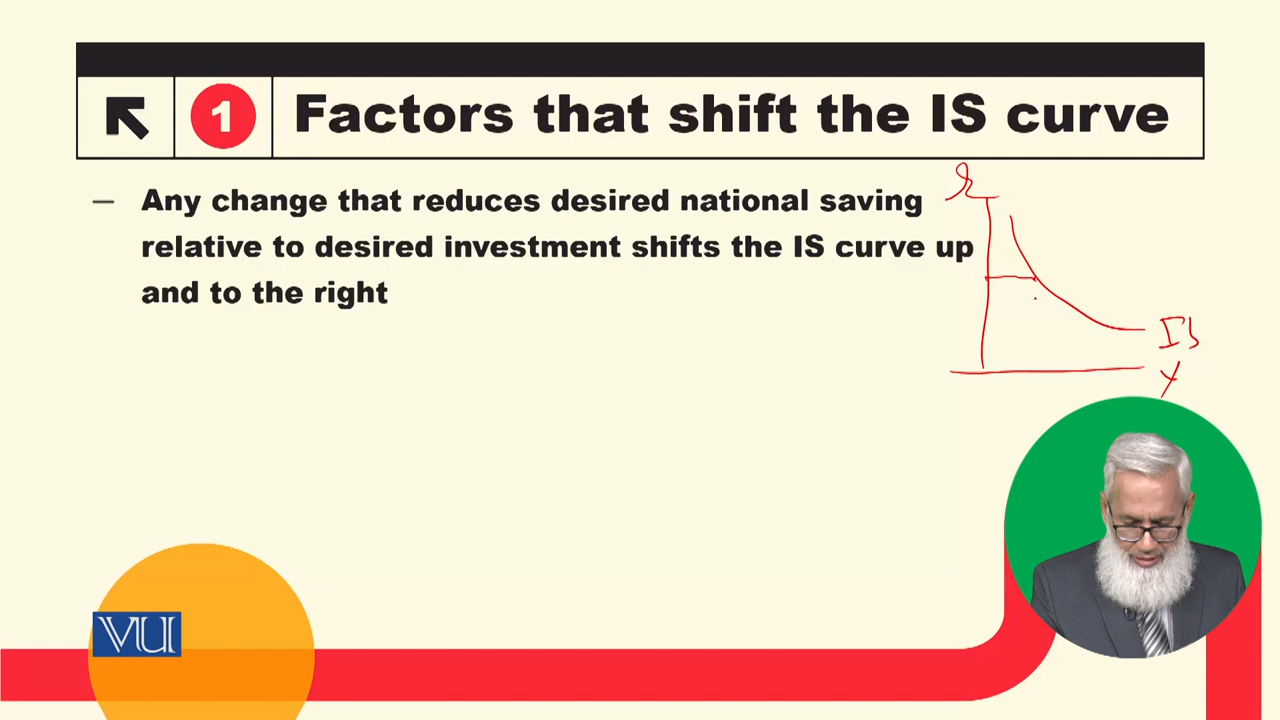 1 Factors that shift the IS curve
— Any change that reduces desired national saving
relative to desired investment shifts the IS curve up
and to the right
r
IS
Y
VU